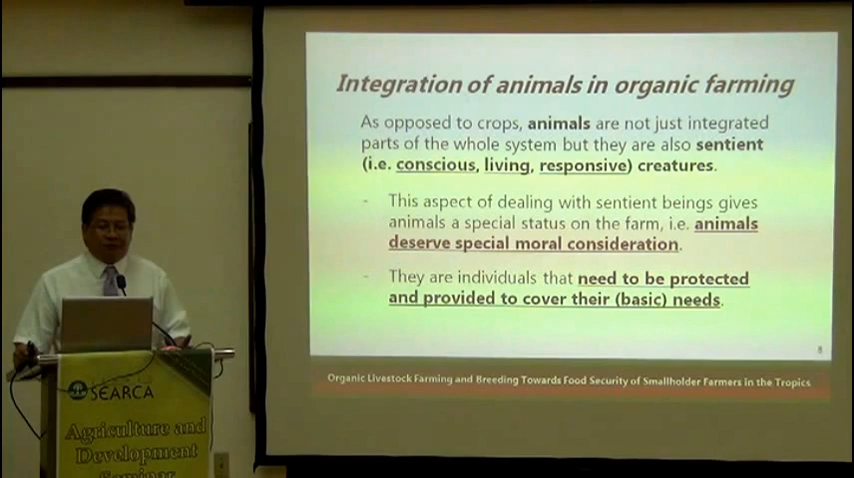 Integration of animals in organic farming
As opposed to crops, animals are not just integrated
parts of the whole system but they are also sentient
(i.e. conscious, living, responsive) creatures.
- This aspect of dealing with sentient beings gives
animals a special status on the farm, i.e. animals
deserve special moral consideration.
- They are individuals that need to be protected
and provided to cover their (basic) needs.
8
Organic Livestock Farming and Breeding Towards Food Security of Smallholder Farmers in the Tropics
SEARCA
Agriculture and
Development
Seminar